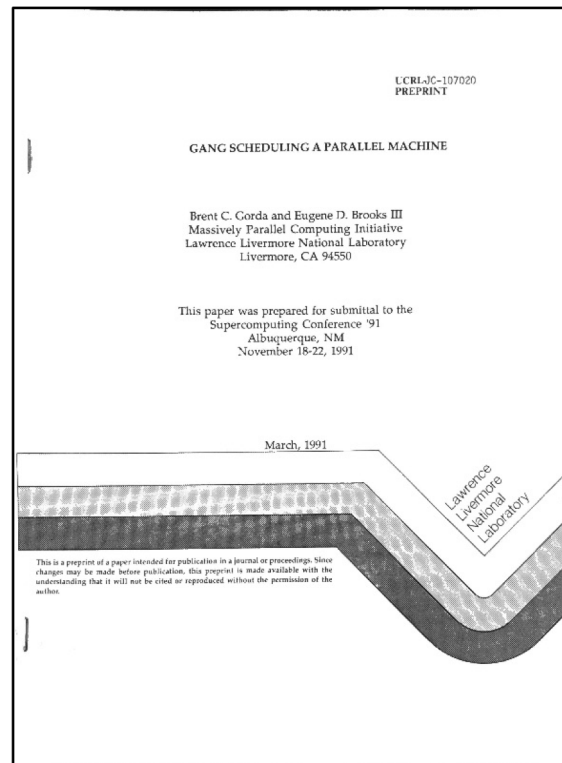 UCRL-JC-107020
PREPRINT
GANG SCHEDULING A PARALLEL MACHINE
Brent C. Gorda and Eugene D. Brooks III
Massively Parallel Computing Initiative
Lawrence Livermore National Laboratory
Livermore, CA 94550
This paper was prepared for submittal to the
Supercomputing Conference '91
Albuquerque, NM
November 18-22, 1991
March, 1991
Lawrence
Livermore
National
Laboratory
This is a preprint of a paper intended for publication in a journal or proceedings. Since
changes may be made before publication, this preprint is made available with the
understanding that it will not be cited or reproduced without the permission of the
author.